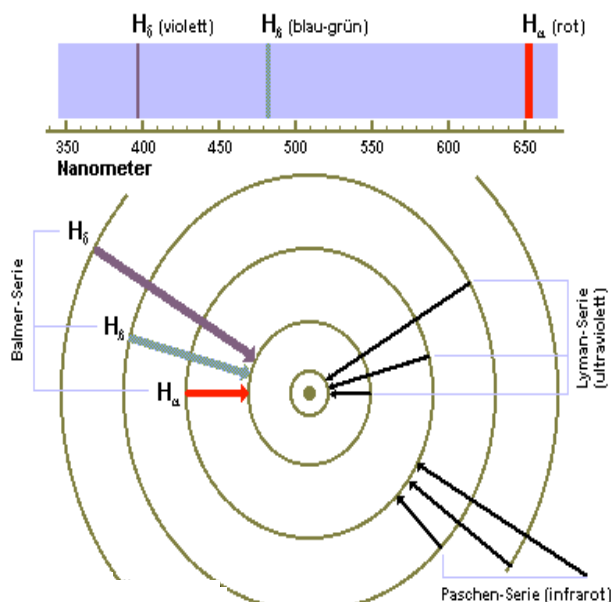 Hδ (violett) Hß (blau-grün) Hα (rot)
350 400 450 500 550 600 650
Nanometer
Hδ
Hß
Hα
Balmer-Serie
Lyman-Serie
(ultraviolett)
Paschen-Serie (infrarot)